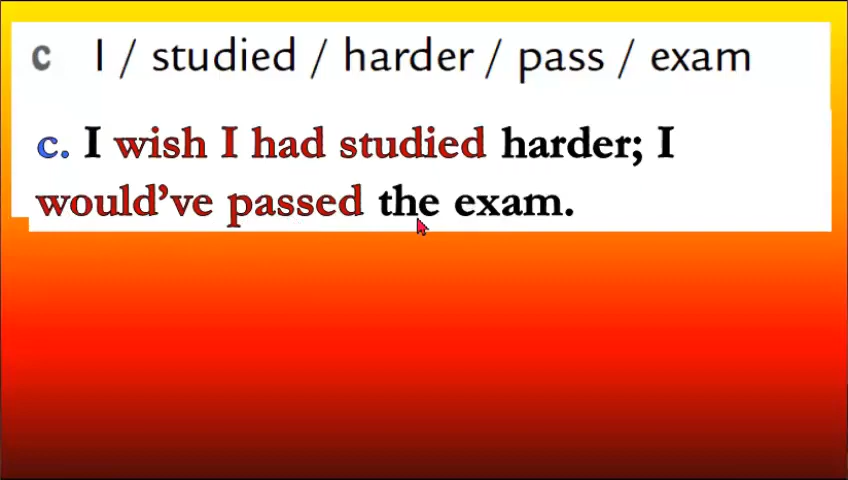 c I / studied / harder / pass / exam
c. I wish I had studied harder; I
would’ve passed the exam.